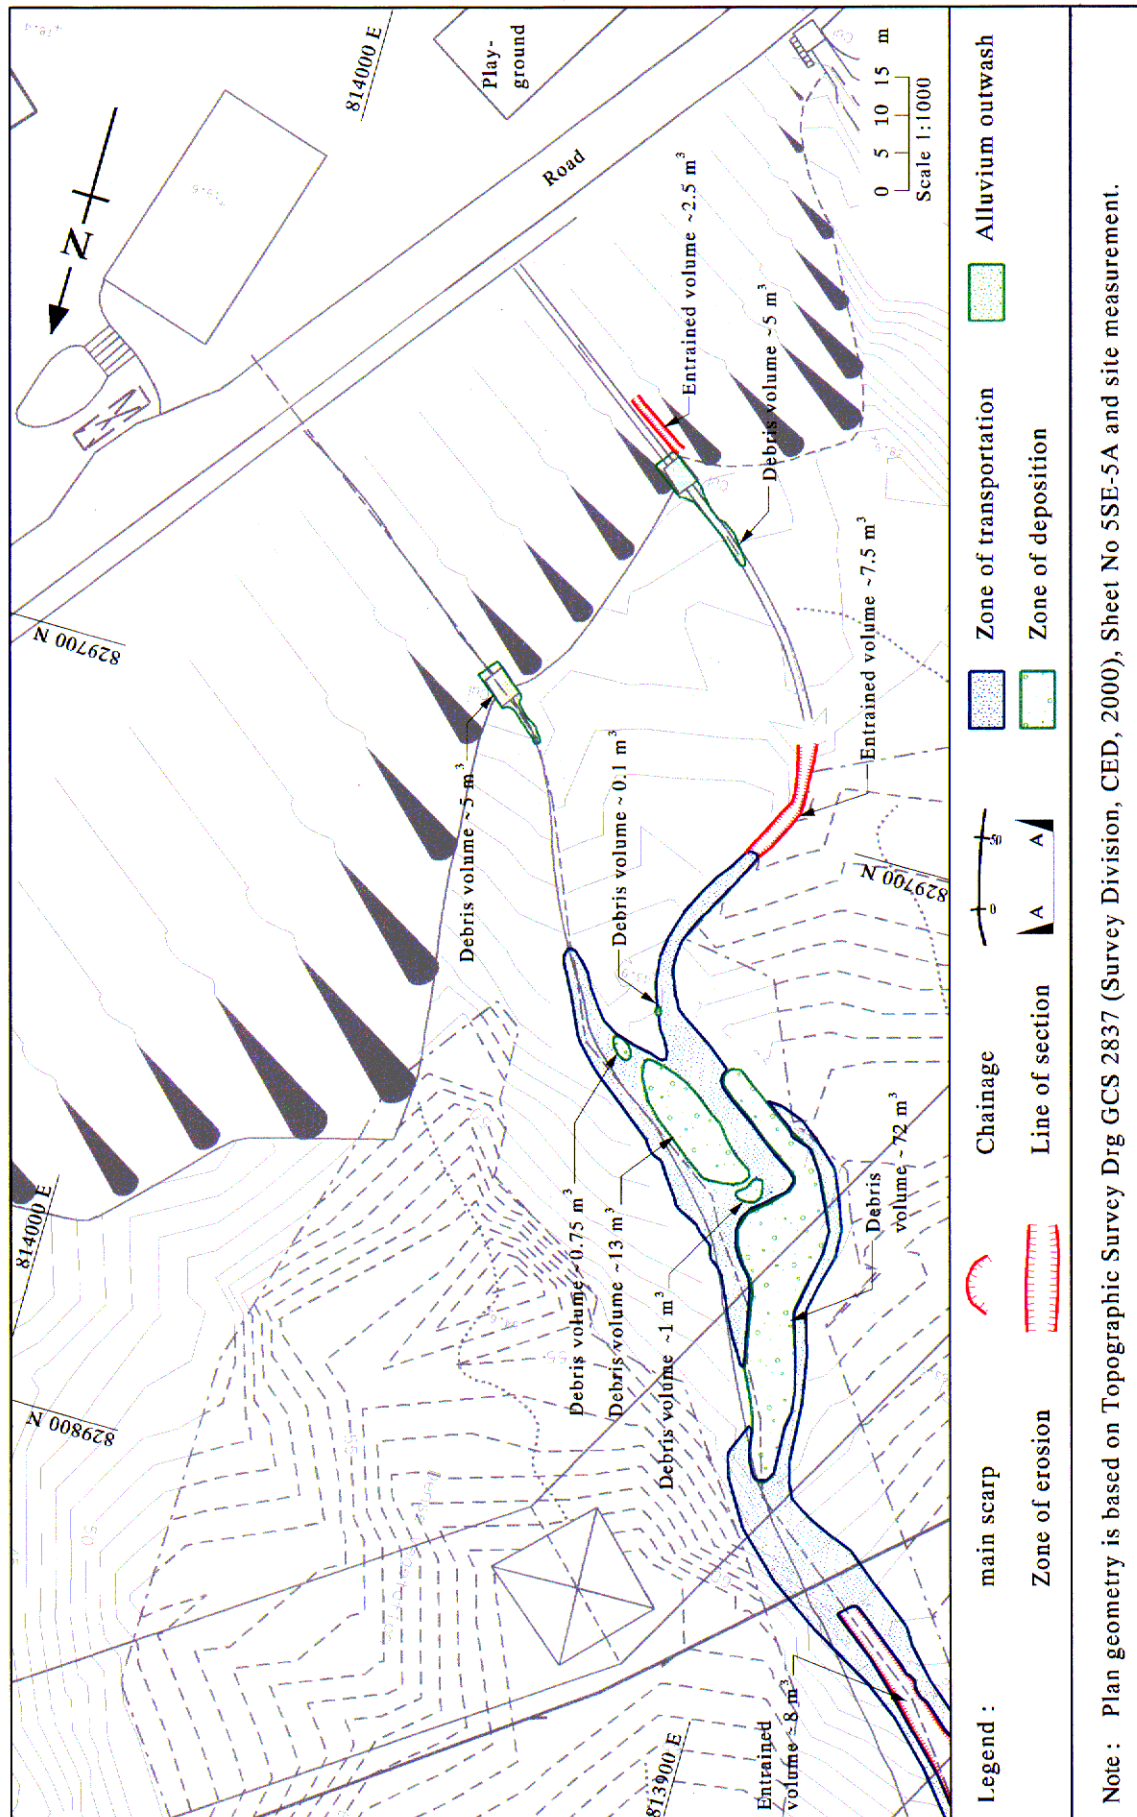 814000 E
Play-
ground
Z
Road
0 5 10 15 m
Scale 1:1000
Entrained volume ~2.5 m³
Debris volume ~5 m³
829700 N
Entrained volume ~7.5 m³
Debris volume ~5 m³
Debris volume ~ 0.1 m³
829700 N
814000 E
Debris volume ~0.75 m³
Debris volume ~13 m³
Debris volume ~1 m³
Debris
volume ~72 m³
829800 N
50
813900 E
Entrained
volume ~8 m³
Legend :
main scarp
Chainage
0 50
Zone of transportation
Alluvium outwash
Zone of erosion
Line of section
A A
Zone of deposition
Note : Plan geometry is based on Topographic Survey Drg GCS 2837 (Survey Division, CED, 2000), Sheet No 5SE-5A and site measurement.